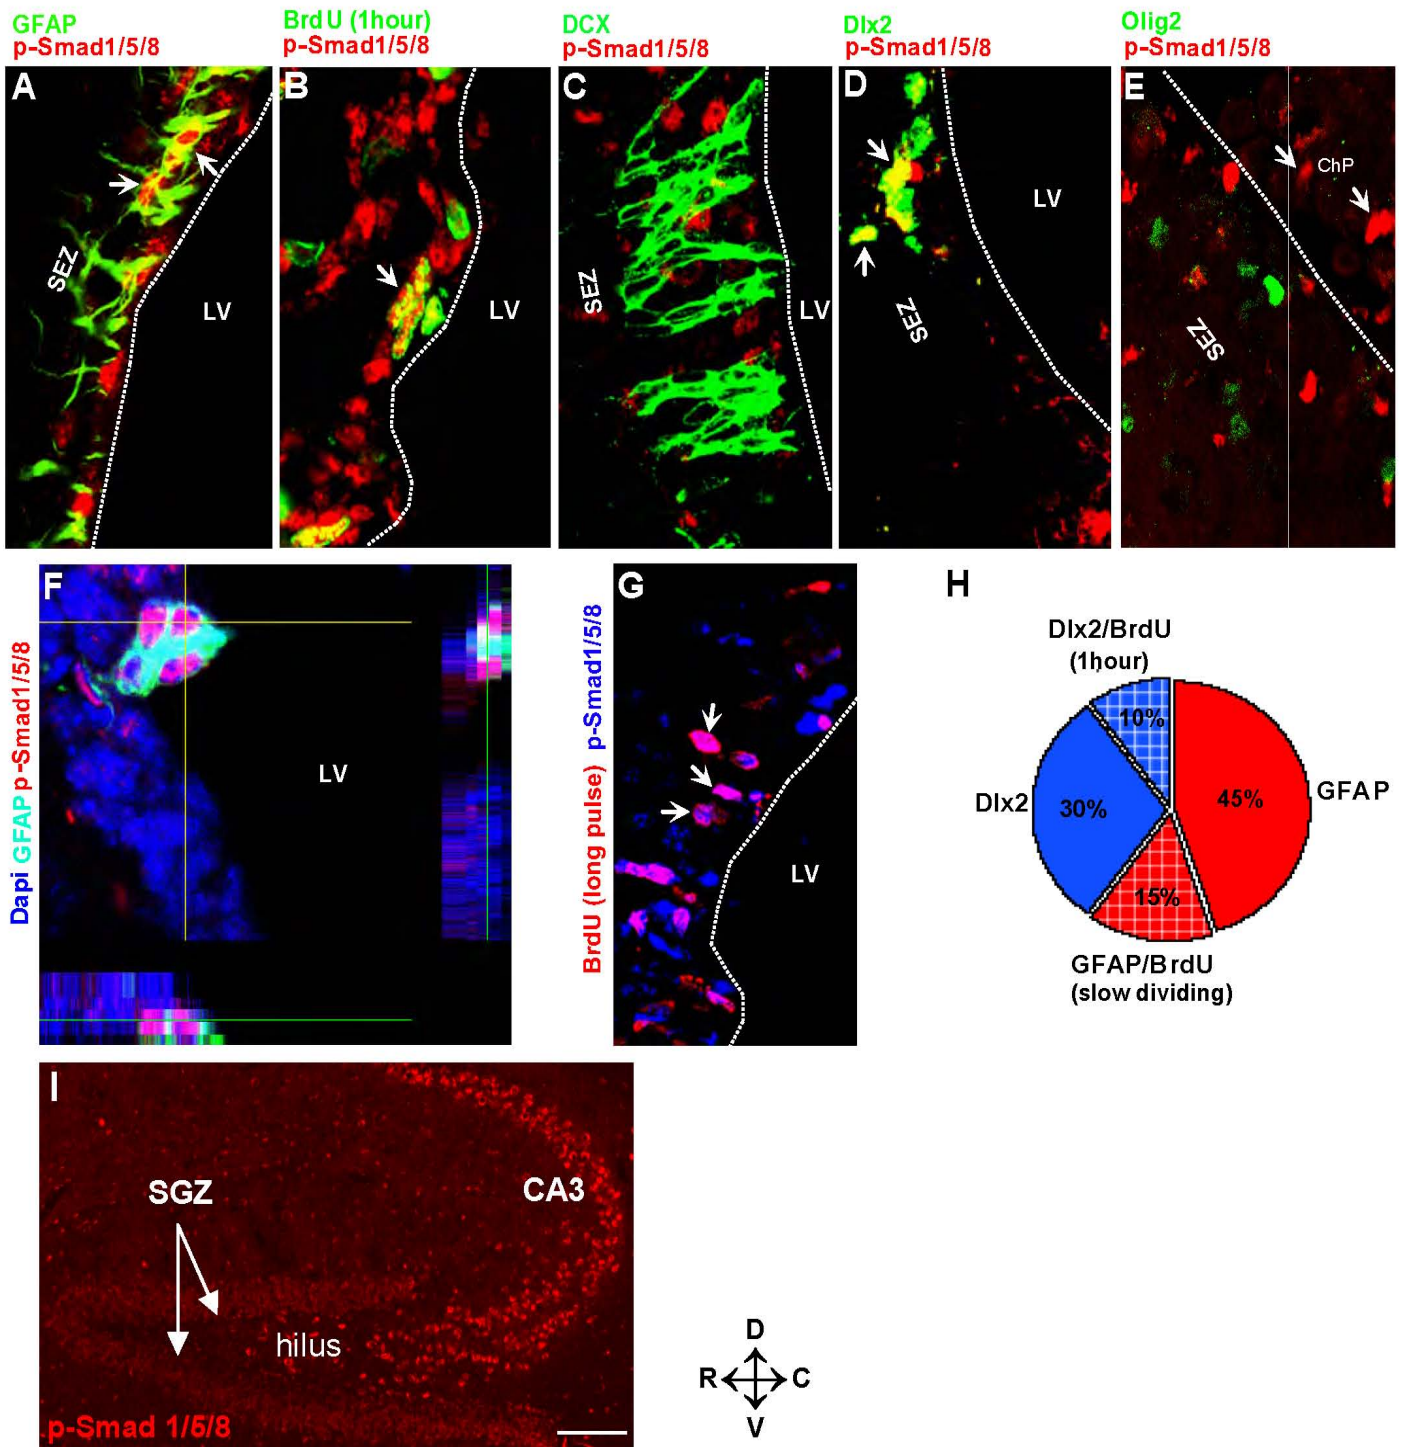 GFAP
p-Smad1/5/8
BrdU (1hour)
p-Smad1/5/8
DCX
p-Smad1/5/8
Dlx2
p-Smad1/5/8
Olig2
p-Smad1/5/8
A
SEZ
LV
B
LV
C
SEZ
LV
D
LV
SEZ
E
ChP
SEZ
F
Dapi GFAP p-Smad1/5/8
LV
G
BrdU (long pulse) p-Smad1/5/8
LV
H
Dlx2/BrdU
(1hour)
10%
Dlx2
30%
45%
GFAP
15%
GFAP/BrdU
(slow dividing)
I
SGZ
CA3
hilus
p-Smad 1/5/8
D
R
C
V